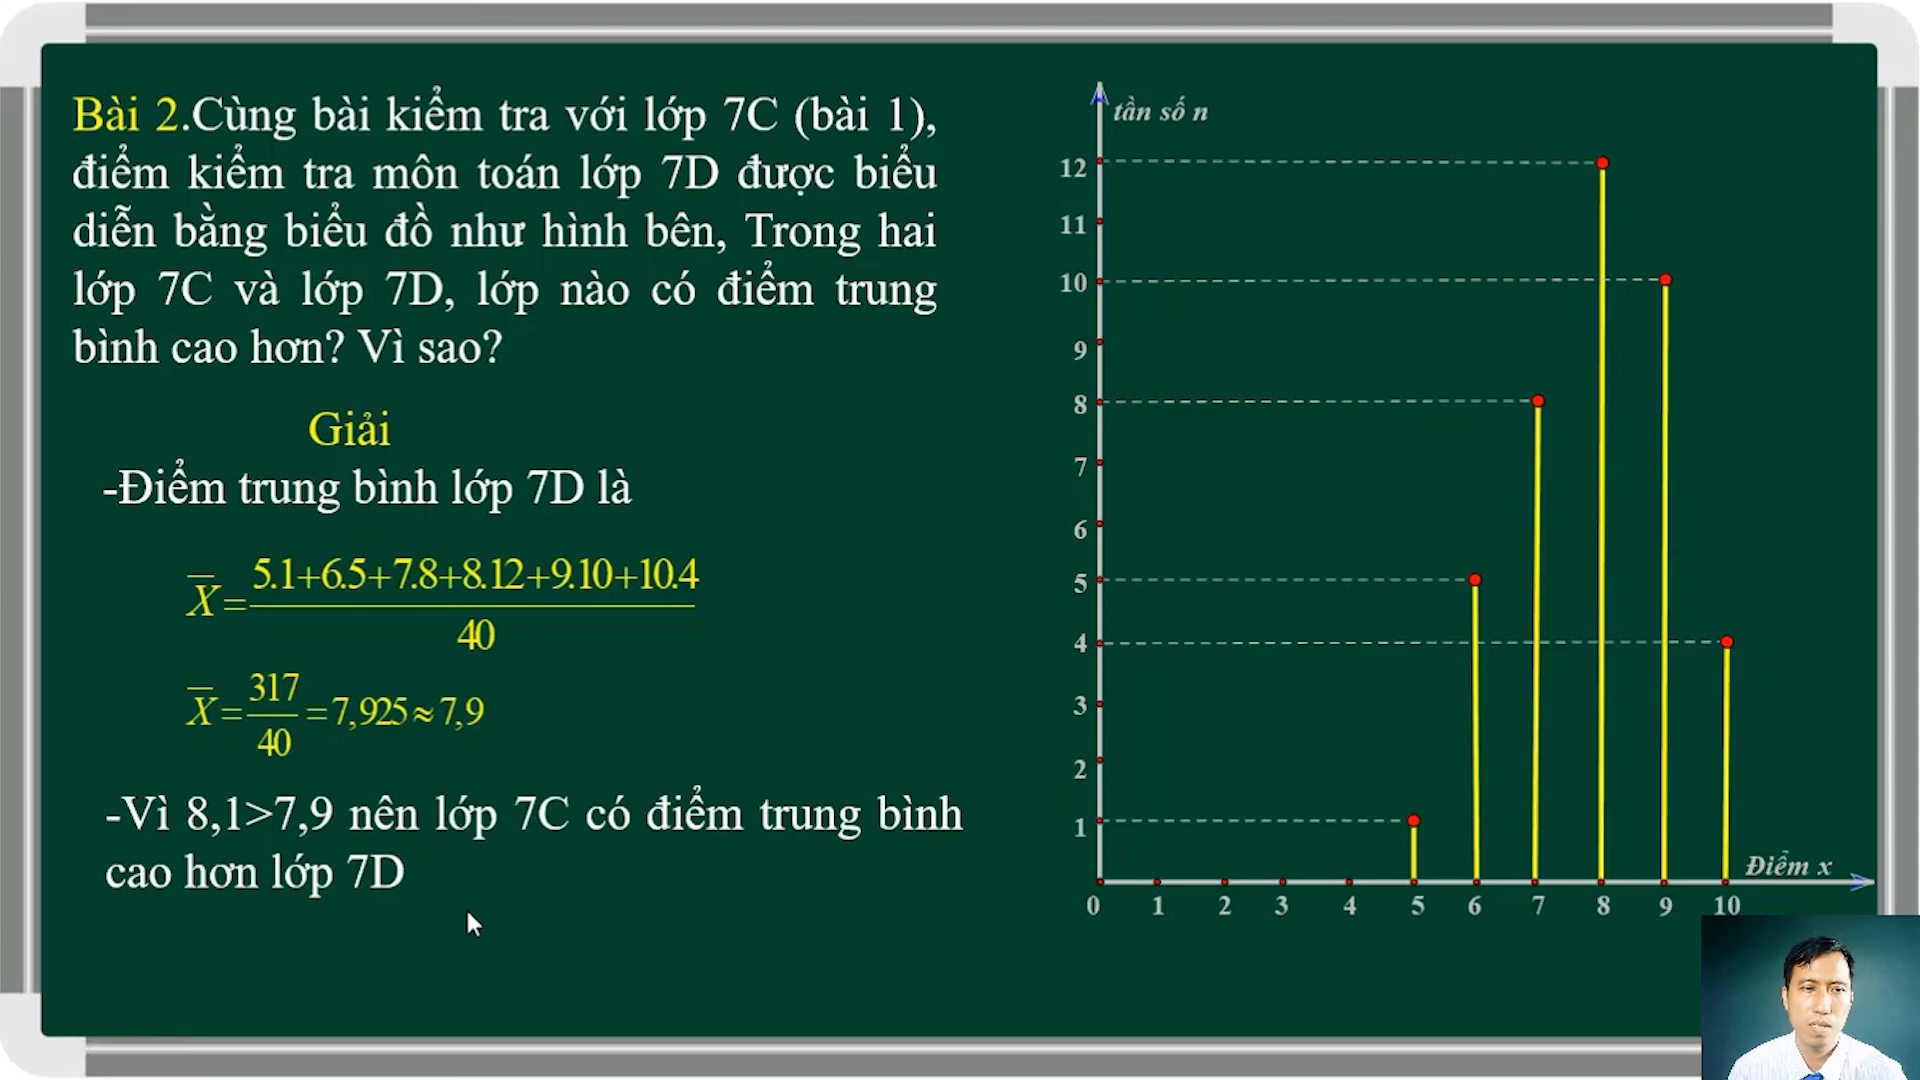 Bài 2.Cùng bài kiểm tra với lớp 7C (bài 1),
điểm kiểm tra môn toán lớp 7D được biểu
diễn bằng biểu đồ như hình bên, Trong hai
lớp 7C và lớp 7D, lớp nào có điểm trung
bình cao hơn? Vì sao?
Giải
-Điểm trung bình lớp 7D là
X̅ = 5.1+6.5+7.8+8.12+9.10+10.4
40
X̅ = 317/40 = 7,925 ≈ 7,9
-Vì 8,1>7,9 nên lớp 7C có điểm trung bình
cao hơn lớp 7D
tần số n
12
11
10
9
8
7
6
5
4
3
2
1
Điểm x
0 1 2 3 4 5 6 7 8 9 10